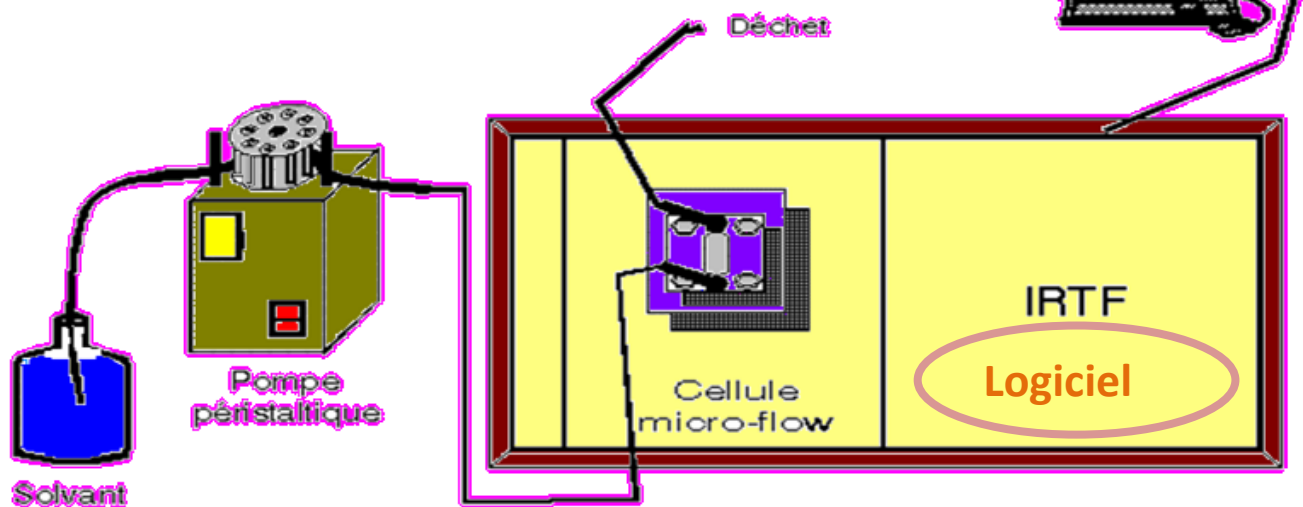 Déchet
Pompe
péristaltique
Solvant
Cellule
micro-flow
IRTF
Logiciel